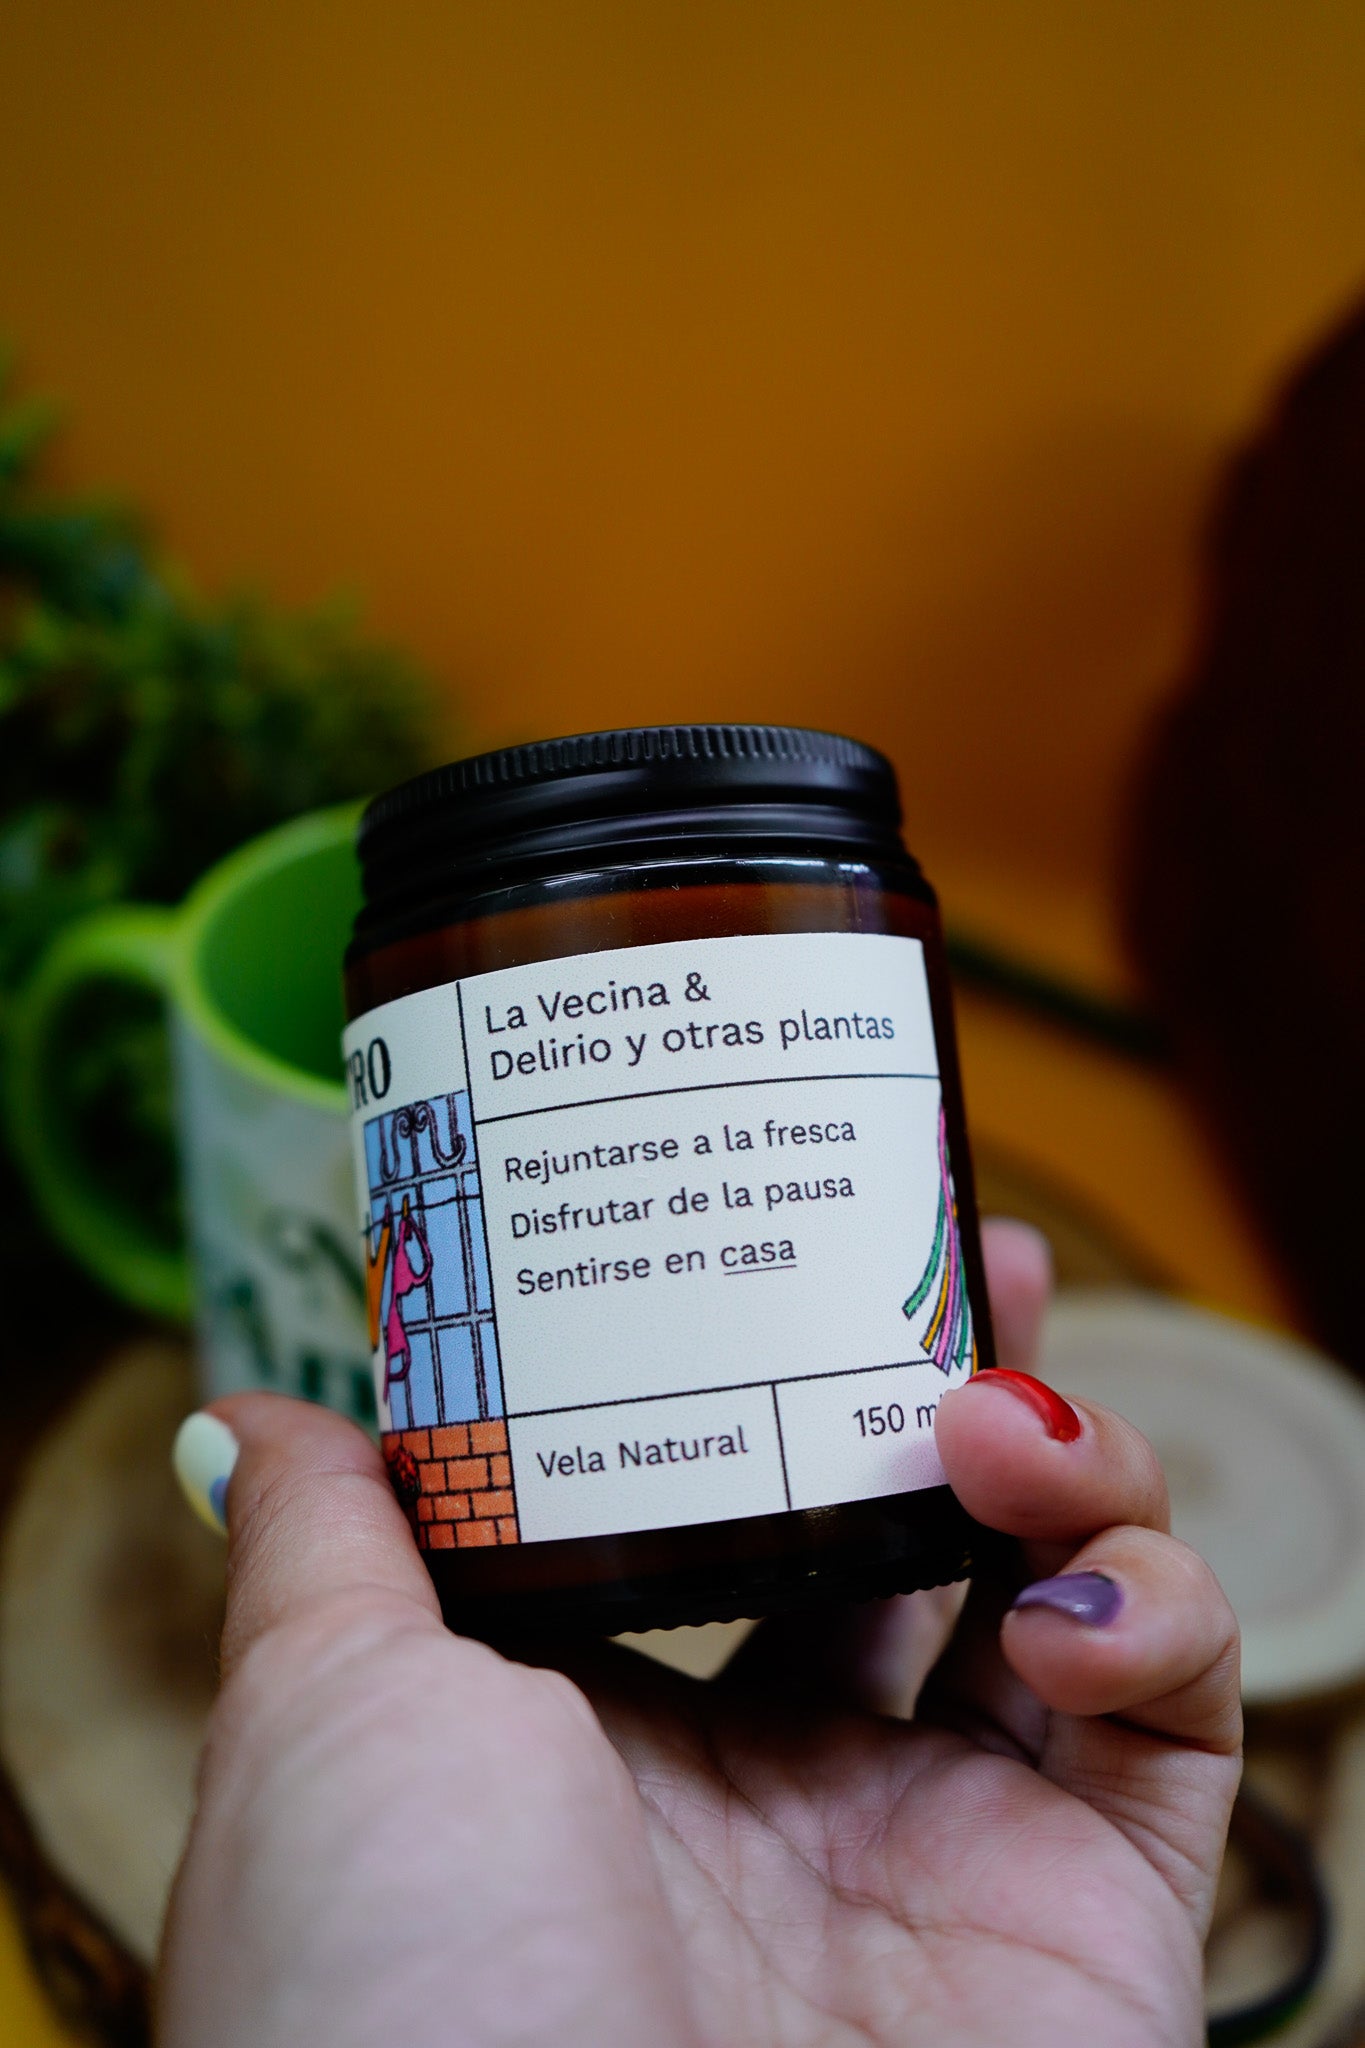 La Vecina &
Delirio y otras plantas
Rejuntarse a la fresca
Disfrutar de la pausa
Sentirse en casa
Vela Natural
150